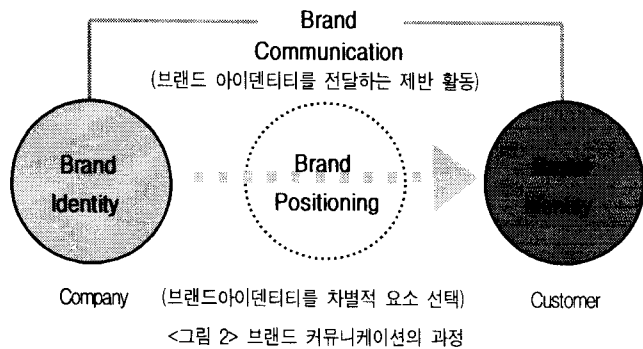 Brand
Communication
(브랜드 아이덴티티를 전달하는 제반 활동)
Brand
Identity
Brand
Positioning
Company
(브랜드아이덴티티를 차별적 요소 선택)
Customer
<그림 2> 브랜드 커뮤니케이션의 과정